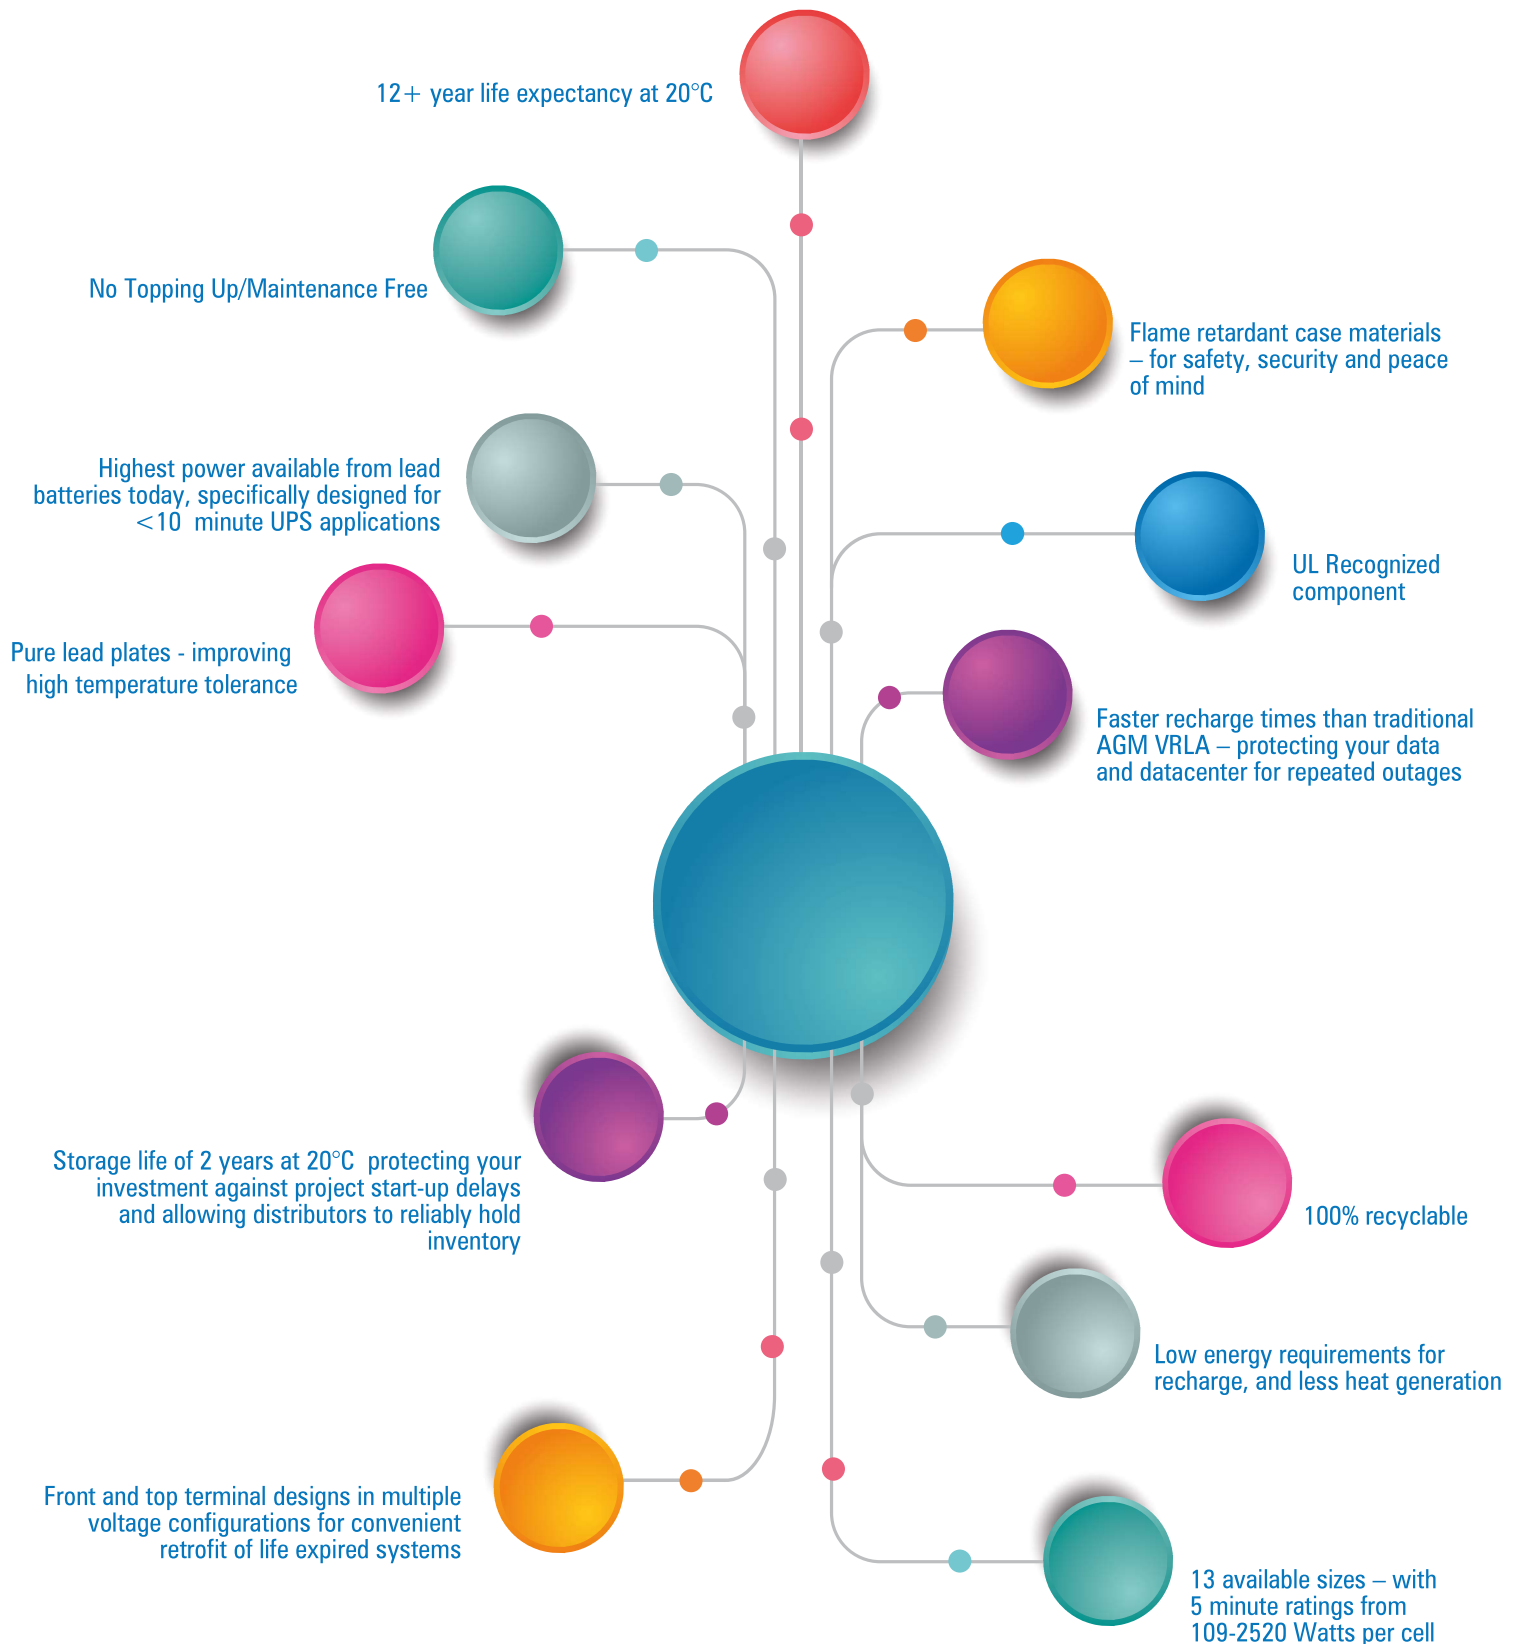 12+ year life expectancy at 20°C
No Topping Up/Maintenance Free
Flame retardant case materials
– for safety, security and peace
of mind
Highest power available from lead
batteries today, specifically designed for
<10 minute UPS applications
UL Recognized
component
Pure lead plates - improving
high temperature tolerance
Faster recharge times than traditional
AGM VRLA – protecting your data
and datacenter for repeated outages
Storage life of 2 years at 20°C protecting your
investment against project start-up delays
and allowing distributors to reliably hold
inventory
100% recyclable
Low energy requirements for
recharge, and less heat generation
Front and top terminal designs in multiple
voltage configurations for convenient
retrofit of life expired systems
13 available sizes – with
5 minute ratings from
109-2520 Watts per cell